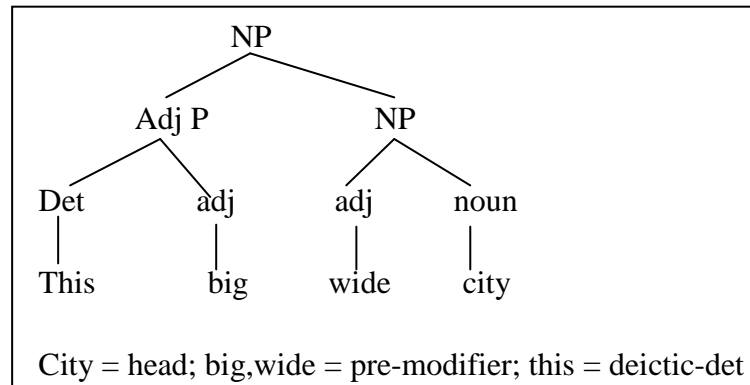 NP
Adj P NP
Det adj adj noun
This big wide city
City = head; big,wide = pre-modifier; this = deictic-det